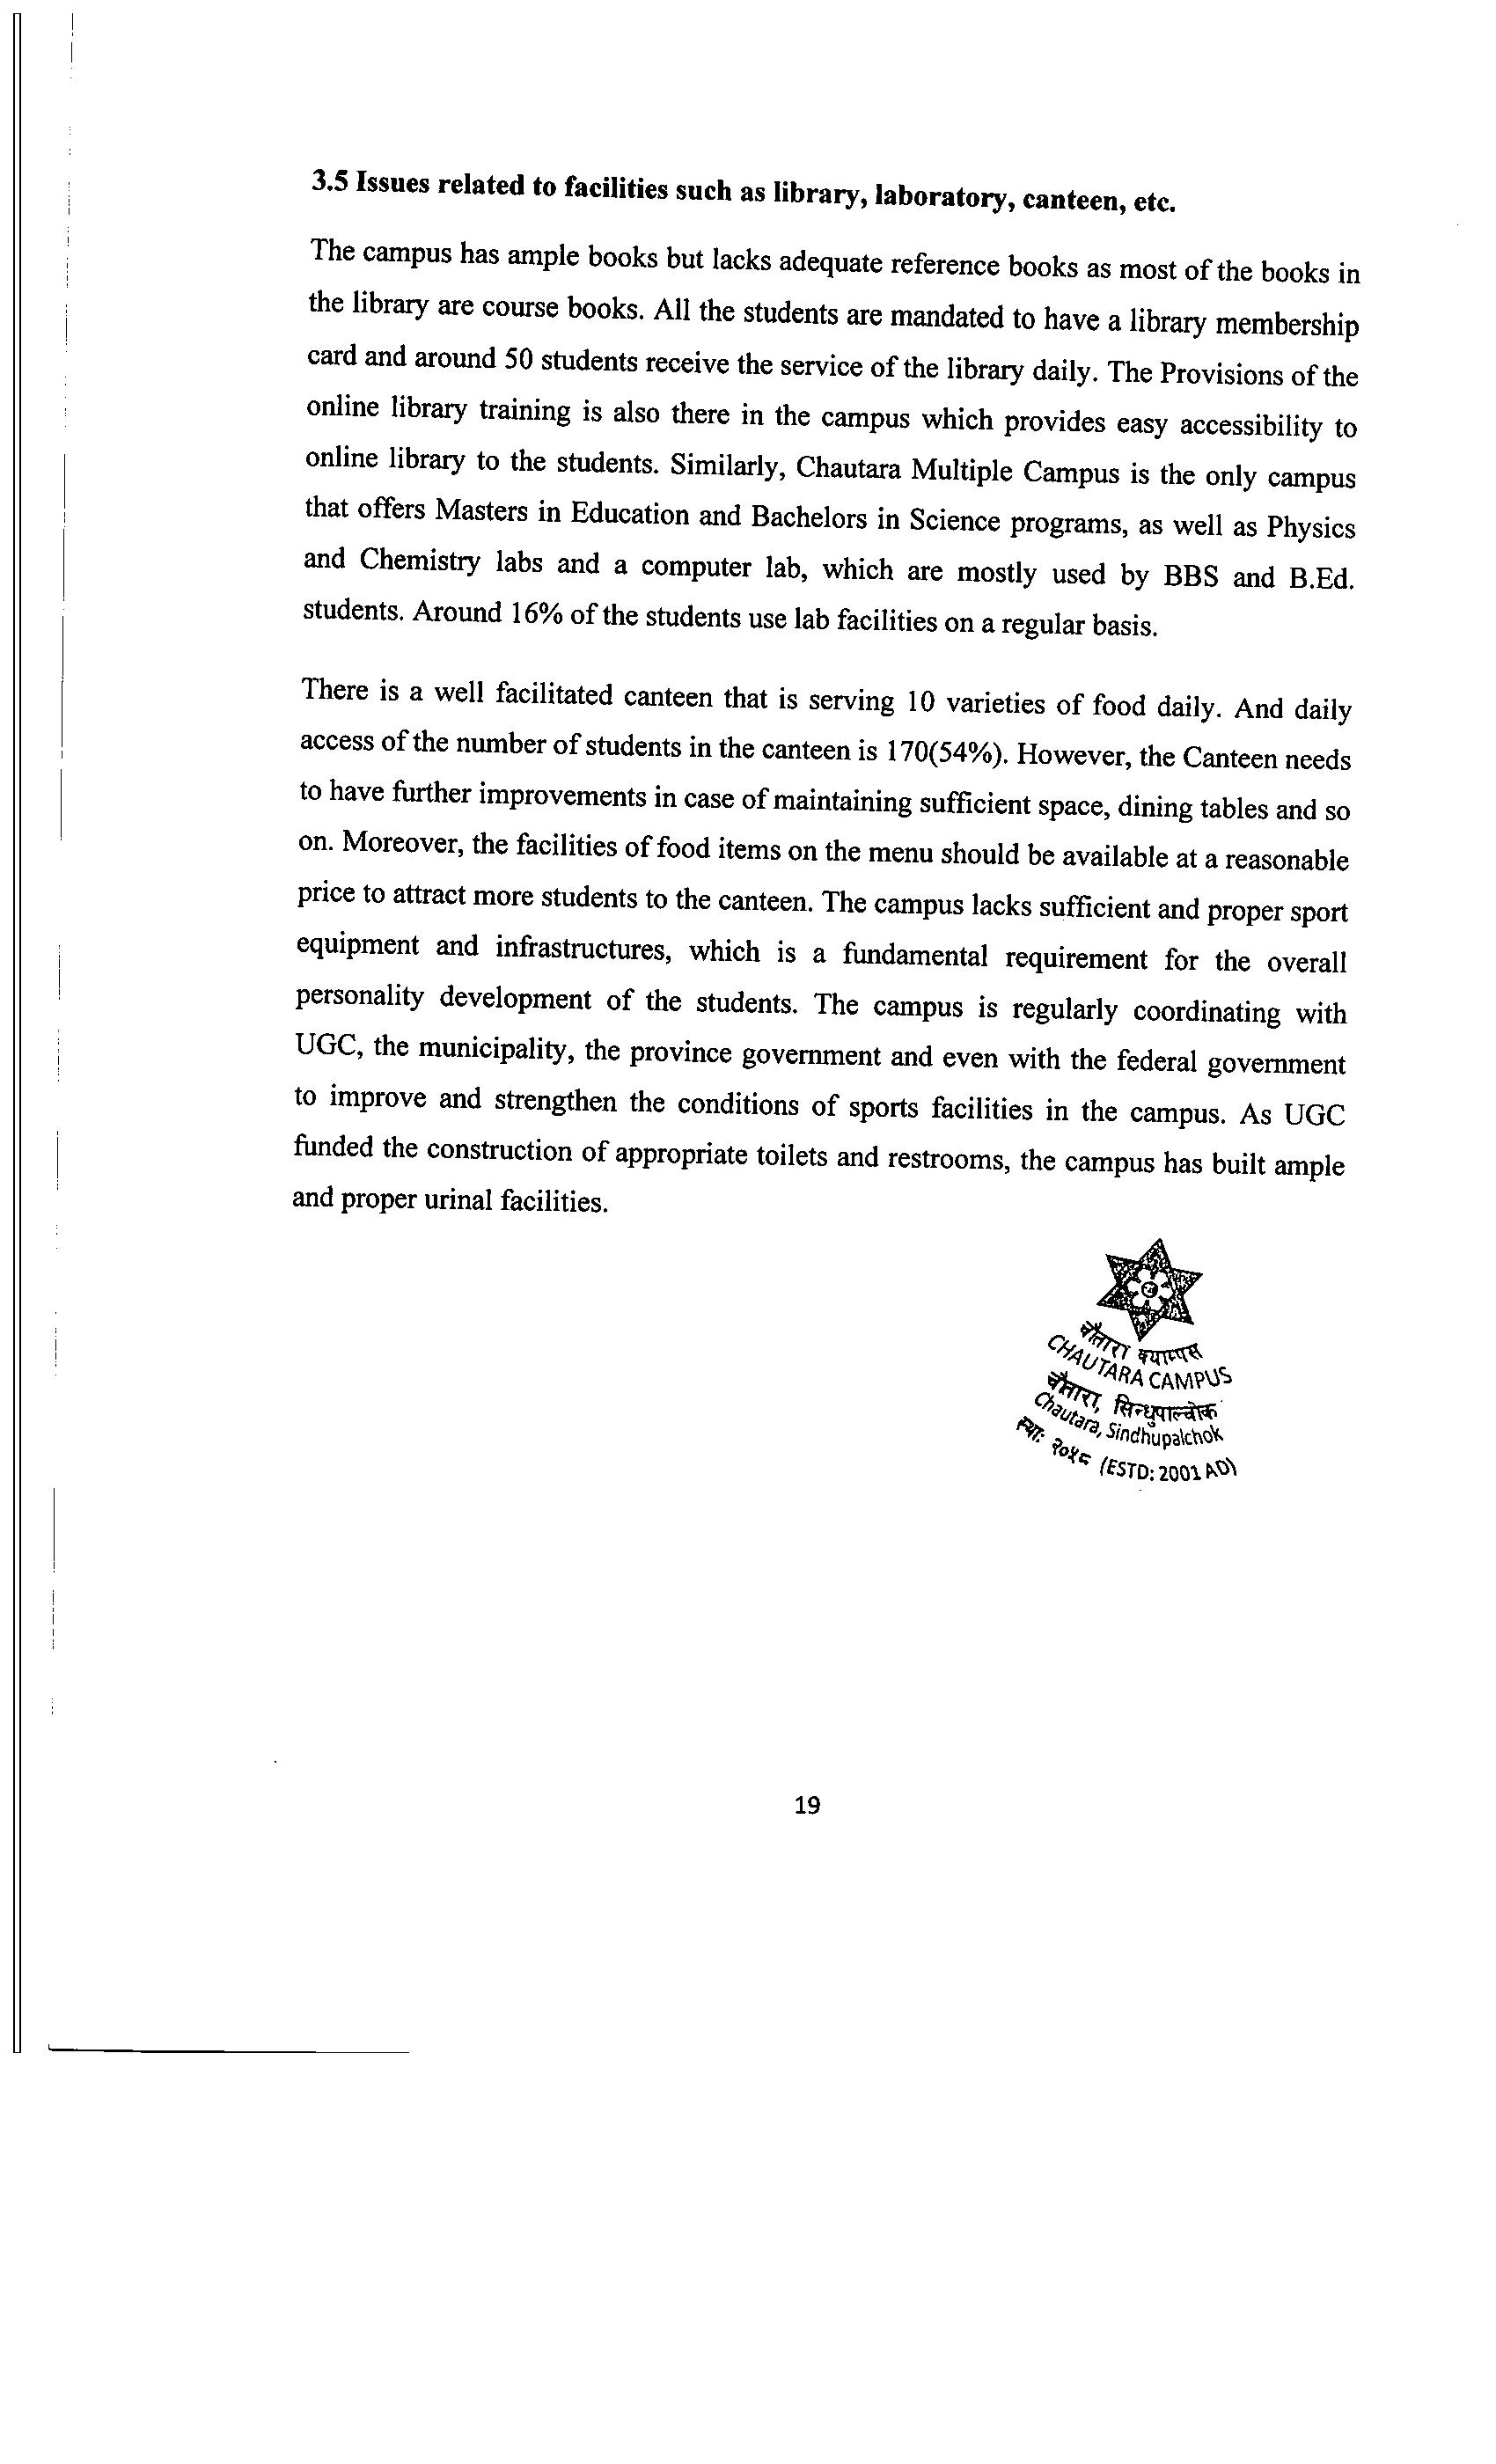 3.5 Issues related to facilities such as library, laboratory, canteen, etc.
The campus has ample books but lacks adequate reference books as most of the books in
the library are course books. All the students are mandated to have a library membership
card and around 50 students receive the service of the library daily. The Provisions of the
online library training is also there in the campus which provides easy accessibility to
online library to the students. Similarly, Chautara Multiple Campus is the only campus
that offers Masters in Education and Bachelors in Science programs, as well as Physics
and Chemistry labs and a computer lab, which are mostly used by BBS and B.Ed.
students. Around 16% of the students use lab facilities on a regular basis.
There is a well facilitated canteen that is serving 10 varieties of food daily. And daily
access of the number of students in the canteen is 170(54%). However, the Canteen needs
to have further improvements in case of maintaining sufficient space, dining tables and so
on. Moreover, the facilities of food items on the menu should be available at a reasonable
price to attract more students to the canteen. The campus lacks sufficient and proper sport
equipment and infrastructures, which is a fundamental requirement for the overall
personality development of the students. The campus is regularly coordinating with
UGC, the municipality, the province government and even with the federal government
to improve and strengthen the conditions of sports facilities in the campus. As UGC
funded the construction of appropriate toilets and restrooms, the campus has built ample
and proper urinal facilities.
चौतारा क्याम्पस
CHAUTARA CAMPUS
चौतारा, सिन्धुपाल्चोक
Chautara, Sindhupalchok
स्था: २०५८ (ESTD: 2001 AD)
19